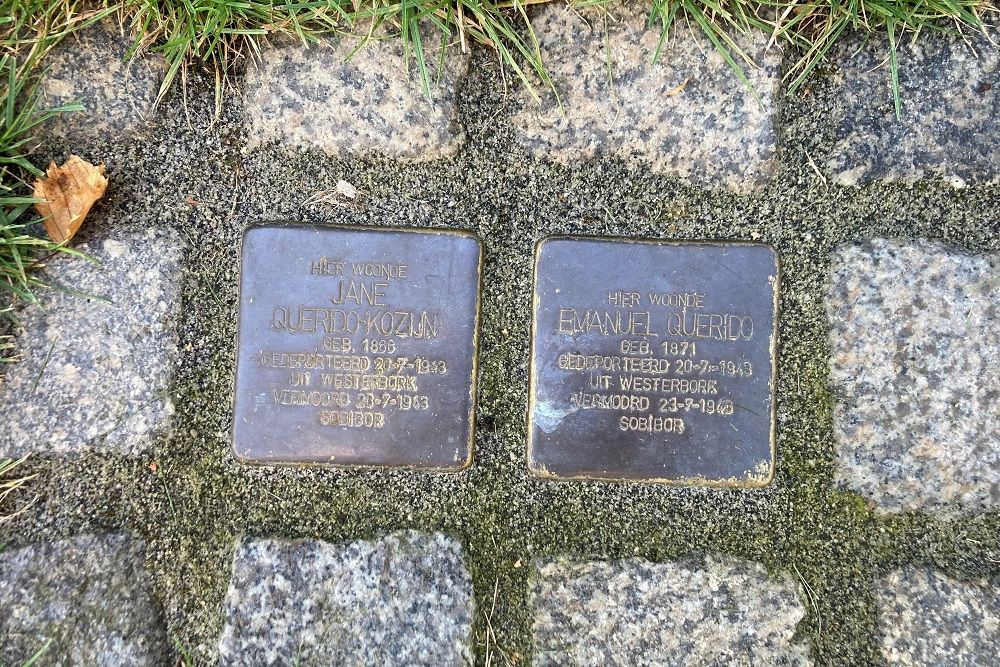 HIER WOONDE
JANE
QUERIDO-KOZIJN
GEB. 1866
GEDEPORTEERD 20-7-1943
UIT WESTERBORK
VERMOORD 23-7-1943
SOBIBOR
HIER WOONDE
EMANUEL QUERIDO
GEB. 1871
GEDEPORTEERD 20-7-1943
UIT WESTERBORK
VERMOORD 23-7-1943
SOBIBOR